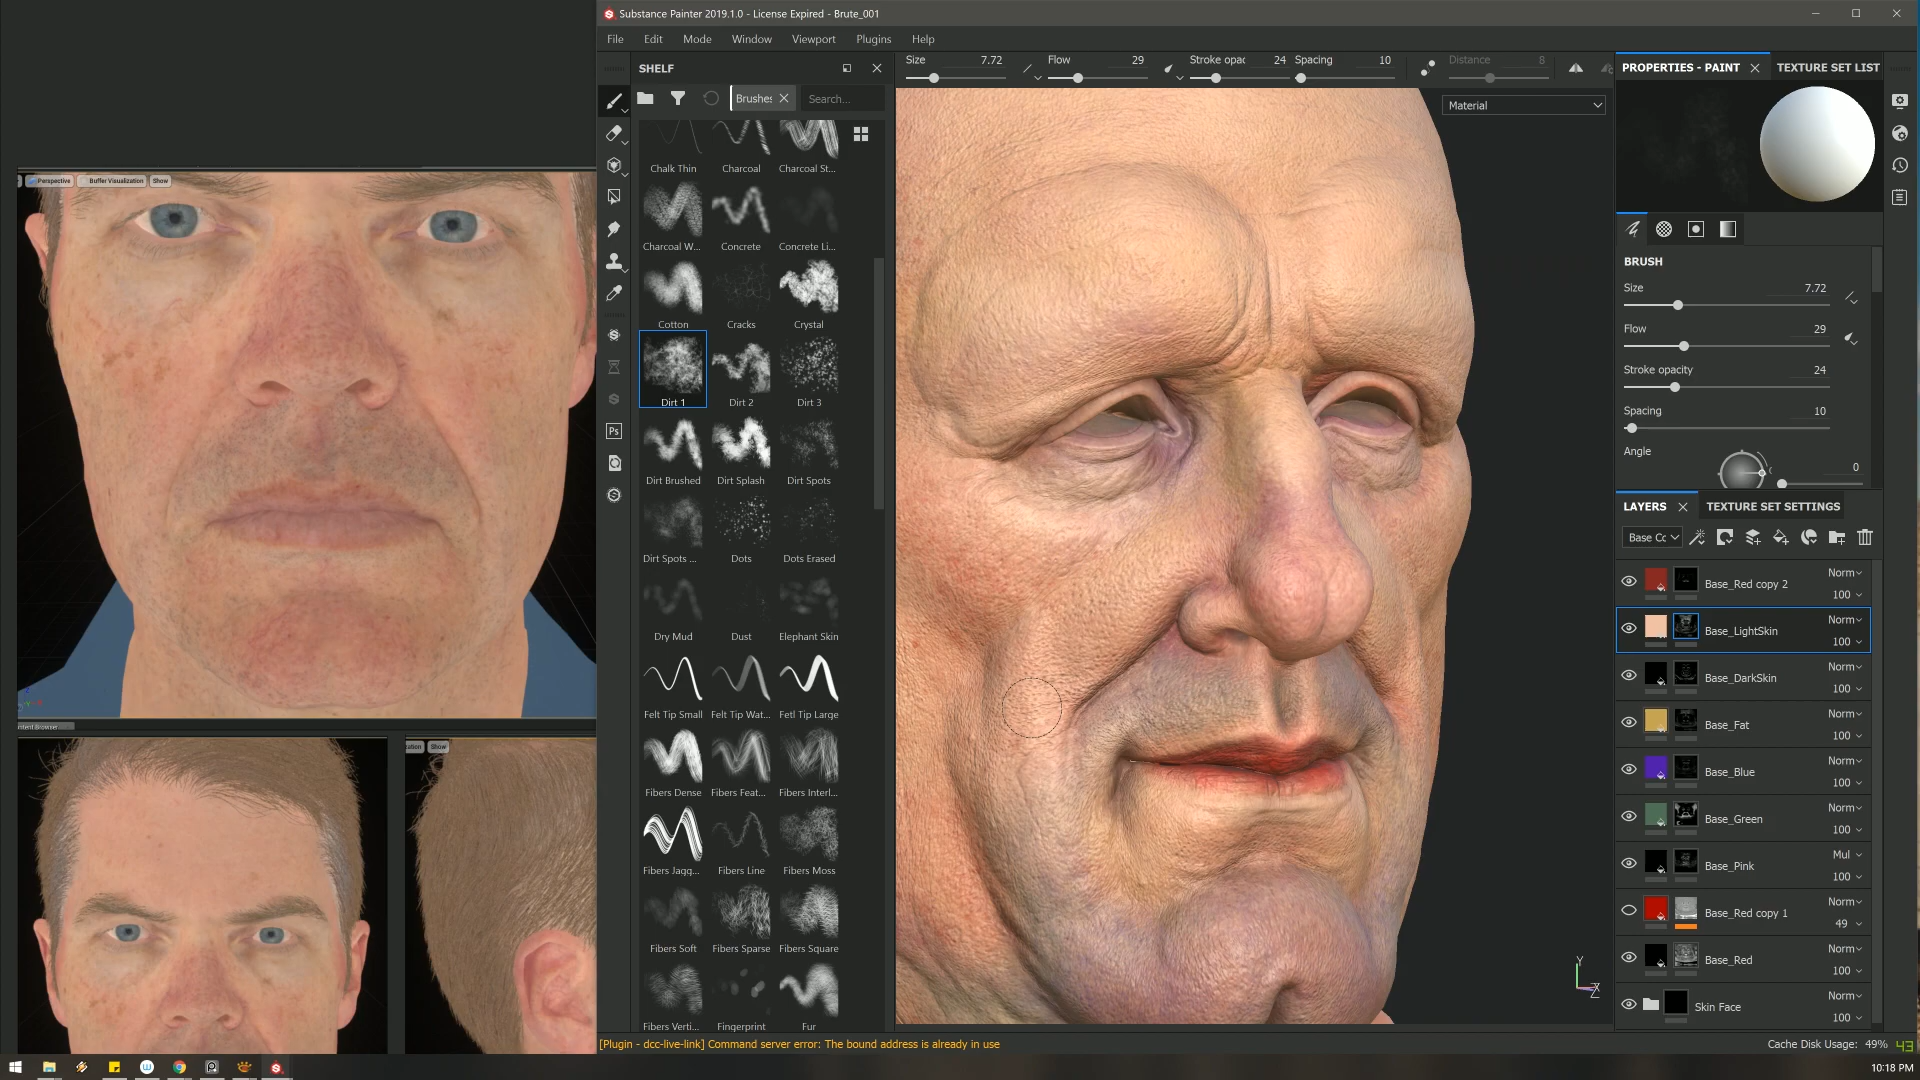 Substance Painter 2019.1.0 - License Expired - Brute_001
File Edit Mode Window Viewport Plugins Help
SHELF
Brushes
Search...
Chalk Thin Charcoal Charcoal St...
Charcoal W... Concrete Concrete Li...
Cotton Cracks Crystal
Dirt 1 Dirt 2 Dirt 3
Dirt Brushed Dirt Splash Dirt Spots
Dirt Spots ... Dots Dots Erased
Dry Mud Dust Elephant Skin
Felt Tip Small Felt Tip Wat... Fetl Tip Large
Fibers Dense Fibers Feat... Fibers Interl...
Fibers Jagg... Fibers Line Fibers Moss
Fibers Soft Fibers Sparse Fibers Square
Fibers Verti... Fingerprint Fur
Ps
Size 7.72 Flow 29 Stroke opac 24 Spacing 10 Distance 8
Material
Y
X
Z
PROPERTIES - PAINT TEXTURE SET LIST
BRUSH
Size 7.72
Flow 29
Stroke opacity 24
Spacing 10
Angle 0
LAYERS TEXTURE SET SETTINGS
Base Cc
Base_Red copy 2 Norm 100
Base_LightSkin Norm 100
Base_DarkSkin Norm 100
Base_Fat Norm 100
Base_Blue Norm 100
Base_Green Norm 100
Base_Pink Mul 100
Base_Red copy 1 Norm 49
Base_Red Norm 100
Skin Face Norm 100
Perspective Buffer Visualization Show
ntent Browser
zation Show
[Plugin - dcc-live-link] Command server error: The bound address is already in use
Cache Disk Usage: 49%
43
10:18 PM